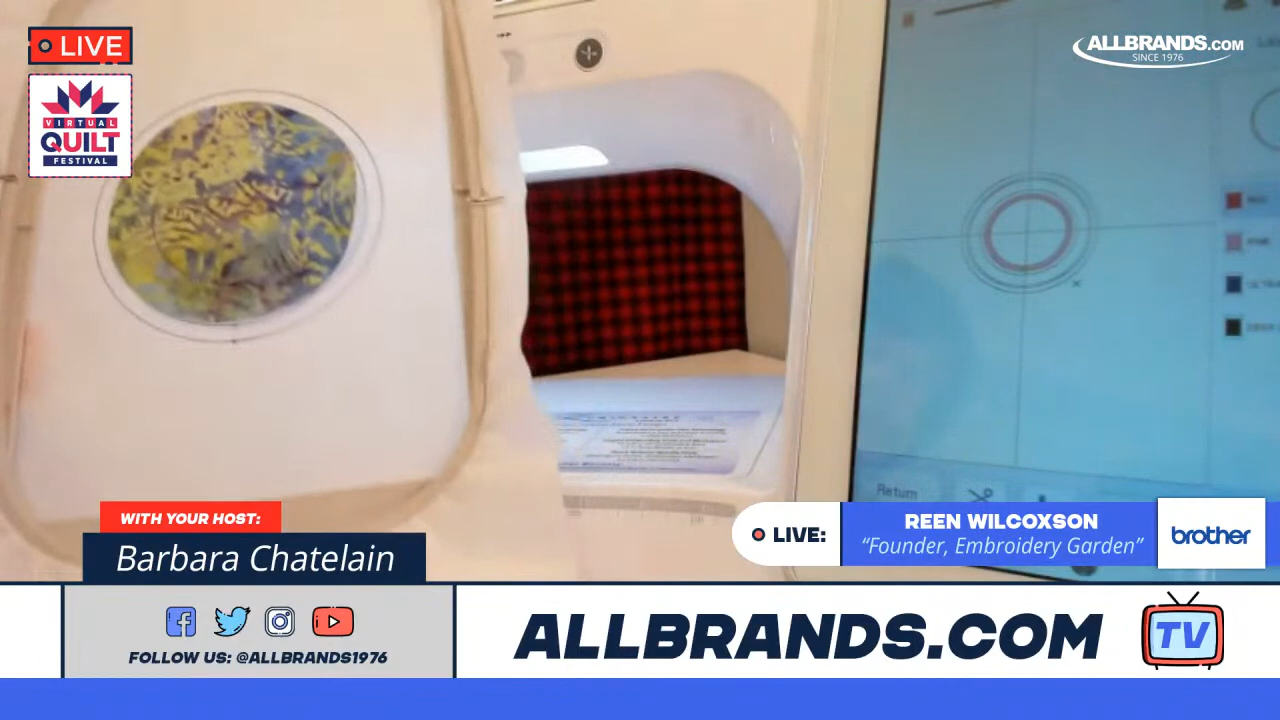 LIVE
VIRTUAL
QUILT
FESTIVAL
ALLBRANDS.COM
SINCE 1976
Return
WITH YOUR HOST:
Barbara Chatelain
LIVE:
REEN WILCOXSON
“Founder, Embroidery Garden”
brother
FOLLOW US: @ALLBRANDS1976
ALLBRANDS.COM
TV